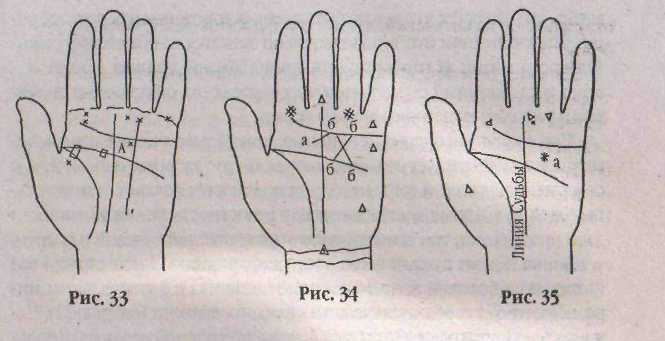 А
а
б
б
б
б
а
Линия Судьбы
Рис. 33
Рис. 34
Рис. 35